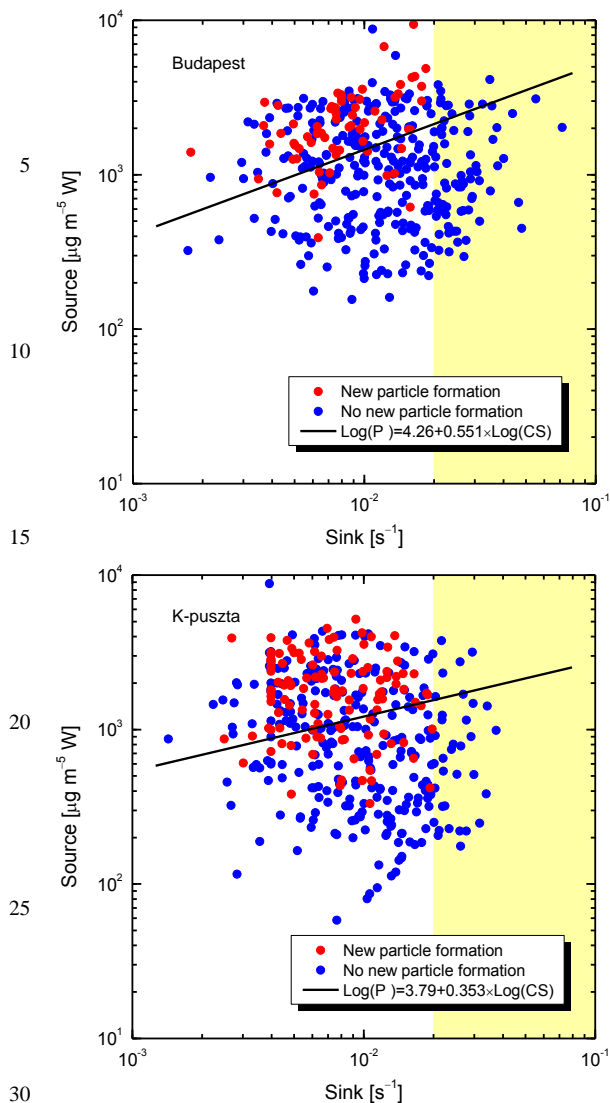 10⁴
Budapest
5
10³
Source [µg m⁻⁵ W]
10²
10
New particle formation
No new particle formation
Log(P )=4.26+0.551×Log(CS)
10¹
10⁻³
10⁻²
10⁻¹
15
Sink [s⁻¹]
10⁴
K-puszta
20
10³
Source [µg m⁻⁵ W]
10²
25
New particle formation
No new particle formation
Log(P )=3.79+0.353×Log(CS)
10¹
10⁻³
10⁻²
10⁻¹
Sink [s⁻¹]
30